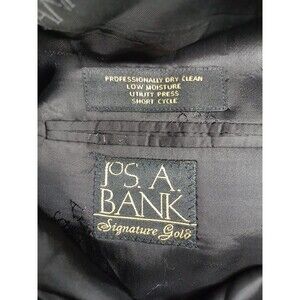 PROFESSIONALLY DRY CLEAN
LOW MOISTURE
UTILITY PRESS
SHORT CYCLE
JOS. A.
BANK
Signature Gold